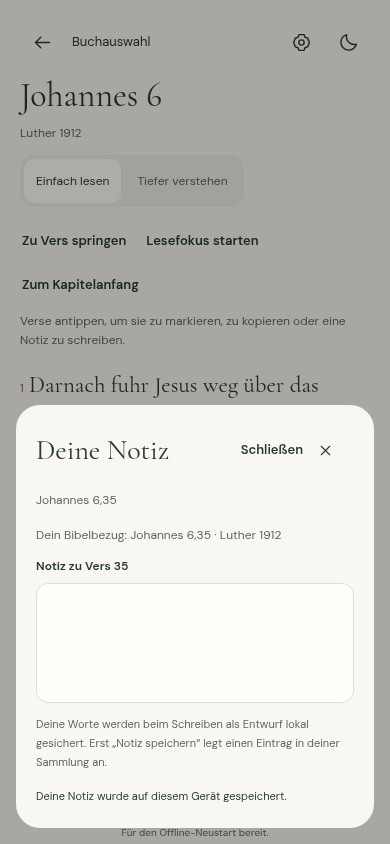 Buchauswahl
Johannes 6
Luther 1912
Einfach lesen Tiefer verstehen
Zu Vers springen Lesefokus starten
Zum Kapitelanfang
Verse antippen, um sie zu markieren, zu kopieren oder eine
Notiz zu schreiben.
1 Darnach fuhr Jesus weg über das
Deine Notiz Schließen
Johannes 6,35
Dein Bibelbezug: Johannes 6,35 · Luther 1912
Notiz zu Vers 35
Deine Worte werden beim Schreiben als Entwurf lokal
gesichert. Erst „Notiz speichern“ legt einen Eintrag in deiner
Sammlung an.
Deine Notiz wurde auf diesem Gerät gespeichert.
Für den Offline-Neustart bereit.